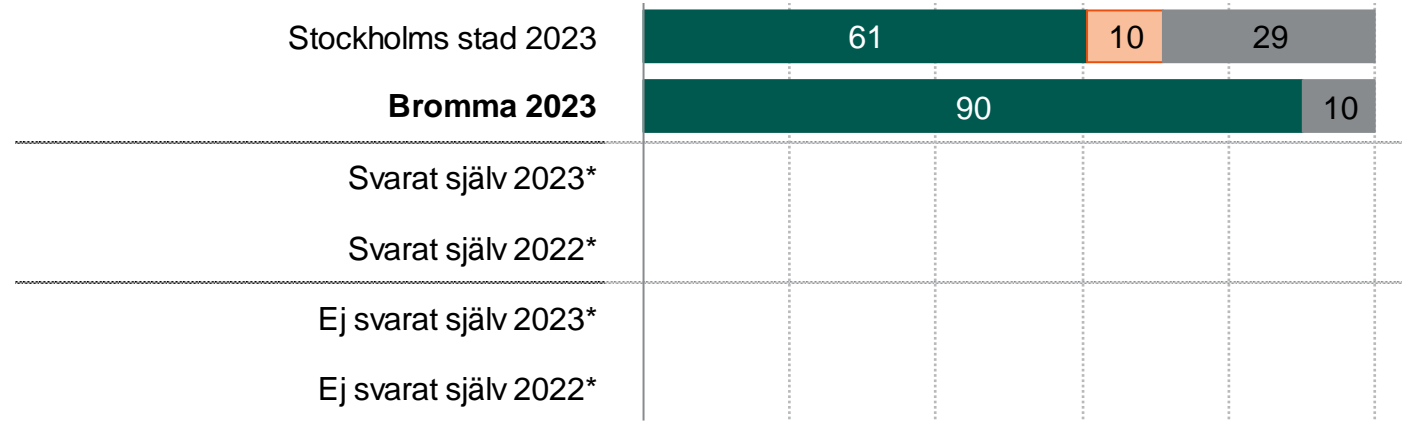 Stockholms stad 2023 61 10 29
Bromma 2023 90 10
Svarat själv 2023*
Svarat själv 2022*
Ej svarat själv 2023*
Ej svarat själv 2022*